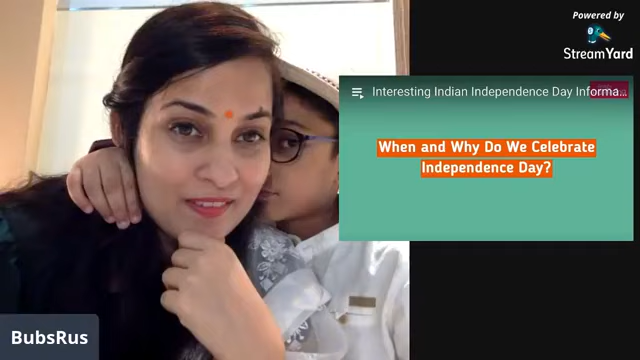 Powered by
StreamYard
Interesting Indian Independence Day Informa...
When and Why Do We Celebrate
Independence Day?
BubsRus